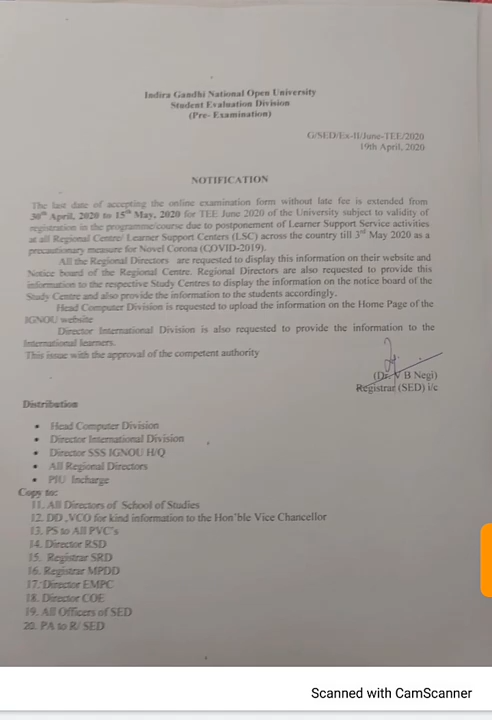 Indira Gandhi National Open University
Student Evaluation Division
(Pre- Examination)
G/SED/Ex-II/June-TEE/2020
19th April, 2020
NOTIFICATION
The last date of accepting the online examination form without late fee is extended from
30th April, 2020 to 15th May, 2020 for TEE June 2020 of the University subject to validity of
registration in the programme/course due to postponement of Learner Support Service activities
at all Regional Centre/ Learner Support Centers (LSC) across the country till 3rd May 2020 as a
precautionary measure for Novel Corona (COVID-2019).
All the Regional Directors are requested to display this information on their website and
Notice board of the Regional Centre. Regional Directors are also requested to provide this
information to the respective Study Centres to display the information on the notice board of the
Study Centre and also provide the information to the students accordingly.
Head Computer Division is requested to upload the information on the Home Page of the
IGNOU website
Director International Division is also requested to provide the information to the
International learners.
This issue with the approval of the competent authority
(Dr. V B Negi)
Registrar (SED) i/c
Distribution
• Head Computer Division
• Director International Division
• Director SSS IGNOU H/Q
• All Regional Directors
• PIU Incharge
Copy to:
11. All Directors of School of Studies
12. DD ,VCO for kind information to the Hon'ble Vice Chancellor
13. PS to All PVC's
14. Director RSD
15. Registrar SRD
16. Registrar MPDD
17. Director EMPC
18. Director COE
19. All Officers of SED
20. PA to R/ SED
Scanned with CamScanner